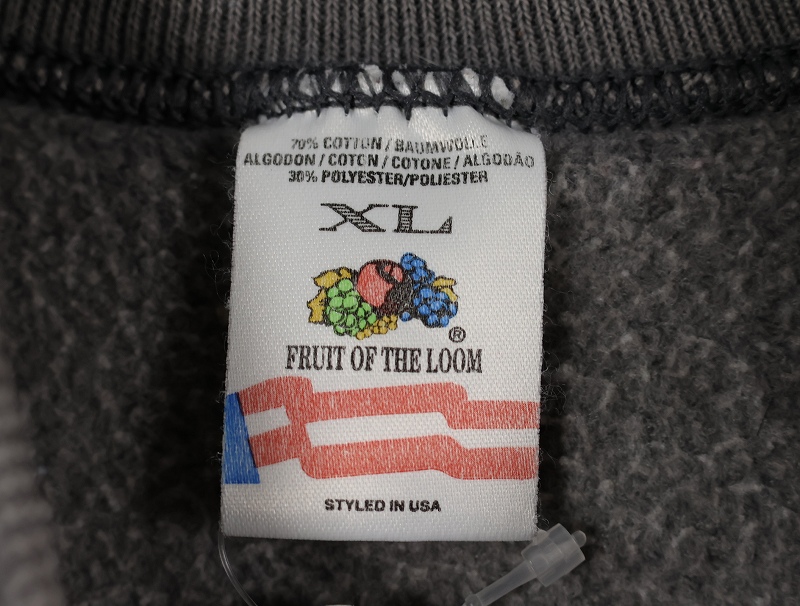 70% COTTON / BAUMWOLLE
ALGODON / COTON / COTONE / ALGODÃO
30% POLYESTER/POLIESTER
XL
®
FRUIT OF THE LOOM
STYLED IN USA